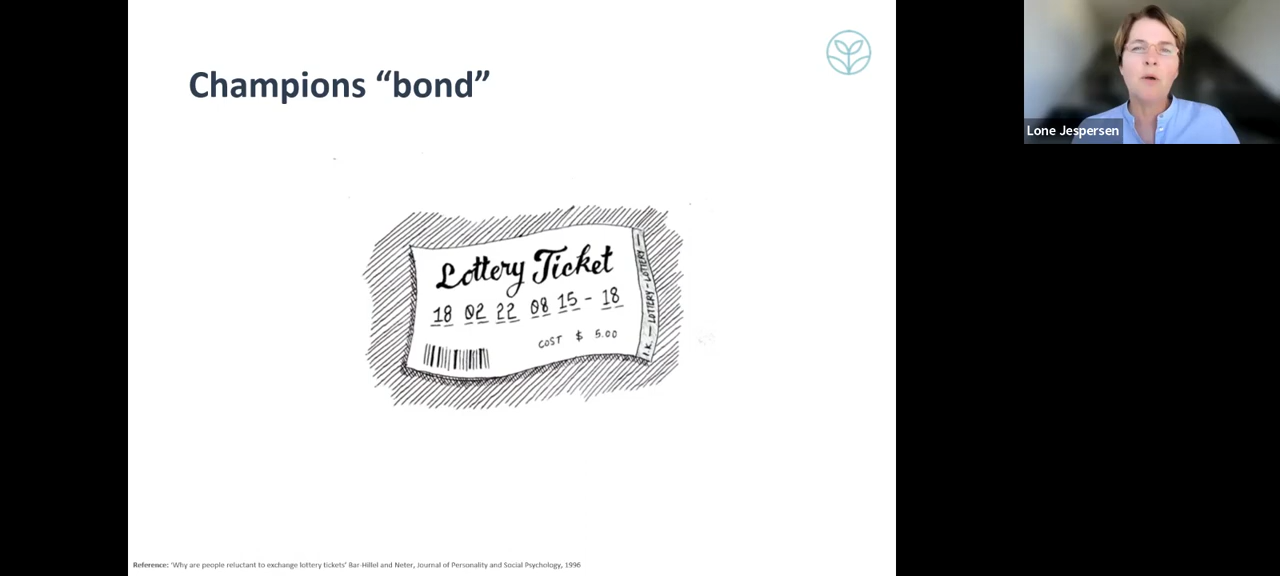 Champions “bond”
Lone Jespersen
Lottery Ticket
18 02 22 08 15 - 18
COST $ 5.00
I.K. — LOTTERY - LOTTERY —
Reference: ‘Why are people reluctant to exchange lottery tickets’ Bar-Hillel and Neter, Journal of Personality and Social Psychology, 1996